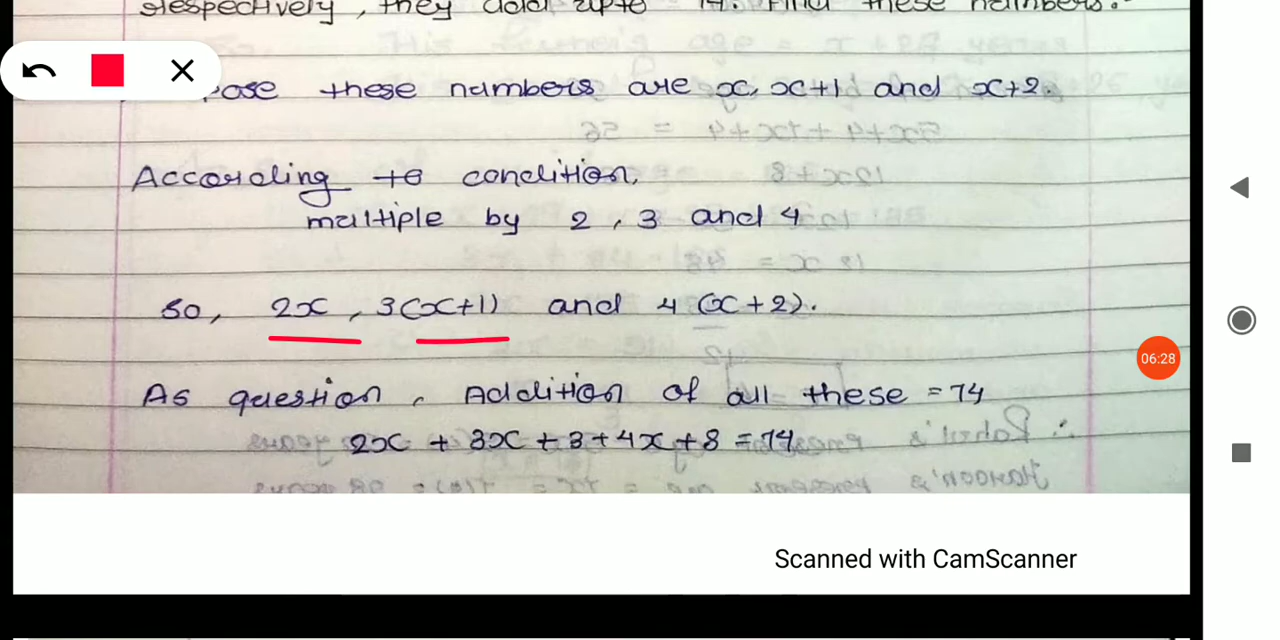 respectively, they add upto 74. Find these numbers.
pose these numbers are x, x+1 and x+2.
According to condition,
multiple by 2, 3 and 4
so, 2x, 3(x+1) and 4(x+2).
06:28
As question, Addition of all these = 74
2x + 3x + 3 + 4x + 8 = 74
Scanned with CamScanner